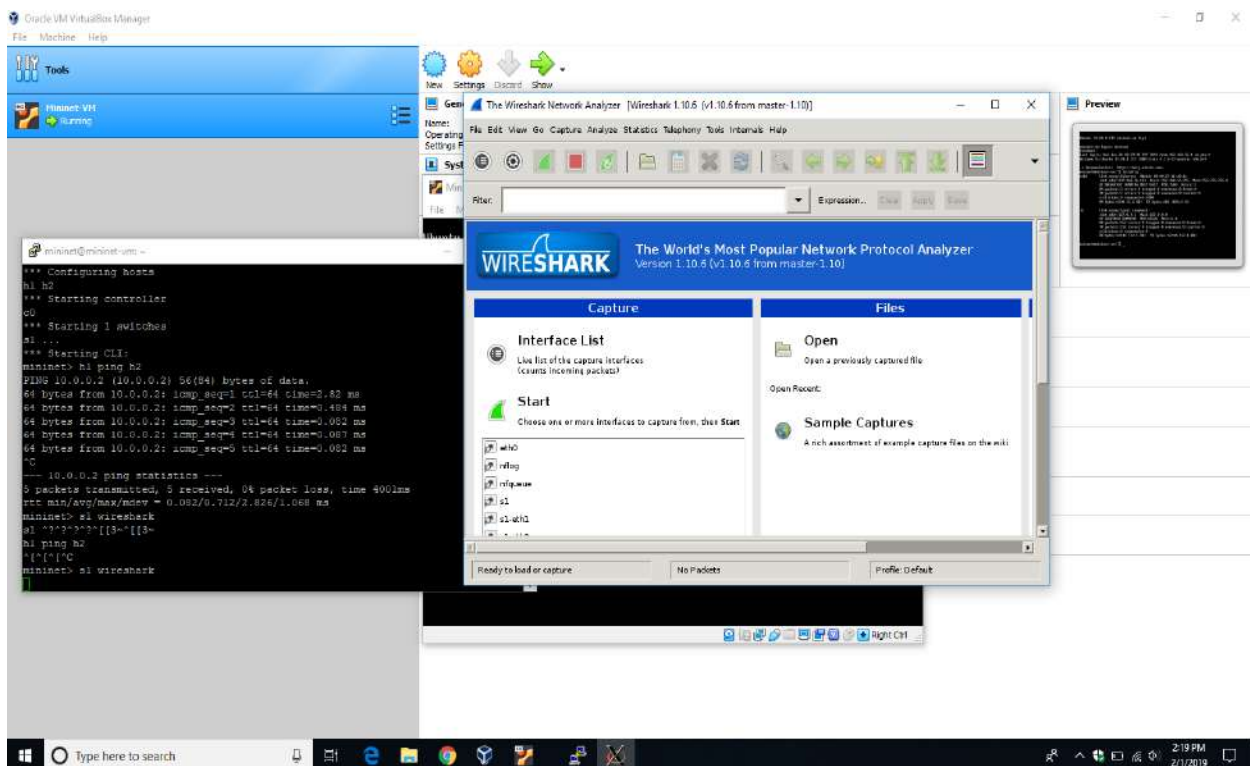 Oracle VM VirtualBox Manager
File Machine Help
Tools
Mininet-VM
Running
New Settings Discard Show
Name:
Operating
Preview
The Wireshark Network Analyzer [Wireshark 1.10.6 (v1.10.6 from master-1.10)]
File Edit View Go Capture Analyze Statistics Telephony Tools Internals Help
Filter:
Expression... Clear Apply Save
WIRESHARK
The World's Most Popular Network Protocol Analyzer
Version 1.10.6 (v1.10.6 from master-1.10)
Capture
Interface List
Live list of the capture interfaces
(counts incoming packets)
Start
Choose one or more interfaces to capture from, then Start
eth0
nflog
nfqueue
s1
s1-eth1
Files
Open
Open a previously captured file
Open Recent:
Sample Captures
A rich assortment of example capture files on the wiki
Ready to load or capture
No Packets
Profile: Default
mininet@mininet-vm: ~
*** Configuring hosts
h1 h2
*** Starting controller
c0
*** Starting 1 switches
s1 ...
*** Starting CLI:
mininet> h1 ping h2
PING 10.0.0.2 (10.0.0.2) 56(84) bytes of data.
64 bytes from 10.0.0.2: icmp_seq=1 ttl=64 time=2.82 ms
64 bytes from 10.0.0.2: icmp_seq=2 ttl=64 time=0.484 ms
64 bytes from 10.0.0.2: icmp_seq=3 ttl=64 time=0.082 ms
64 bytes from 10.0.0.2: icmp_seq=4 ttl=64 time=0.087 ms
64 bytes from 10.0.0.2: icmp_seq=5 ttl=64 time=0.082 ms
^C
--- 10.0.0.2 ping statistics ---
5 packets transmitted, 5 received, 0% packet loss, time 4001ms
rtt min/avg/max/mdev = 0.082/0.712/2.826/1.068 ms
mininet> s1 wireshark
s1 ^?^?^?^?^[[3~^[[3~
h1 ping h2
^[^[^[^C
mininet> s1 wireshark
Right Ctrl
Type here to search
2:19 PM
2/1/2019